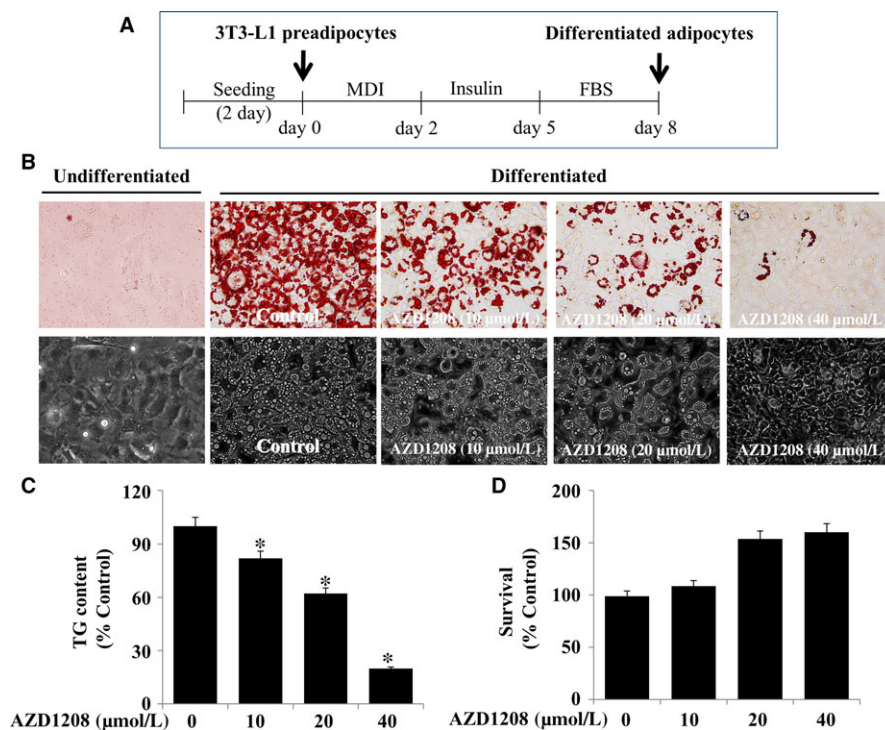 A
3T3-L1 preadipocytes
Differentiated adipocytes
Seeding
(2 day)
MDI
Insulin
FBS
day 0
day 2
day 5
day 8
B
Undifferentiated
Differentiated
Control
AZD1208 (10 µmol/L)
AZD1208 (20 µmol/L)
AZD1208 (40 µmol/L)
Control
AZD1208 (10 µmol/L)
AZD1208 (20 µmol/L)
AZD1208 (40 µmol/L)
C
TG content
(% Control)
120
90
60
30
0
*
*
*
AZD1208 (µmol/L)
0
10
20
40
D
Survival
(% Control)
200
150
100
50
0
AZD1208 (µmol/L)
0
10
20
40